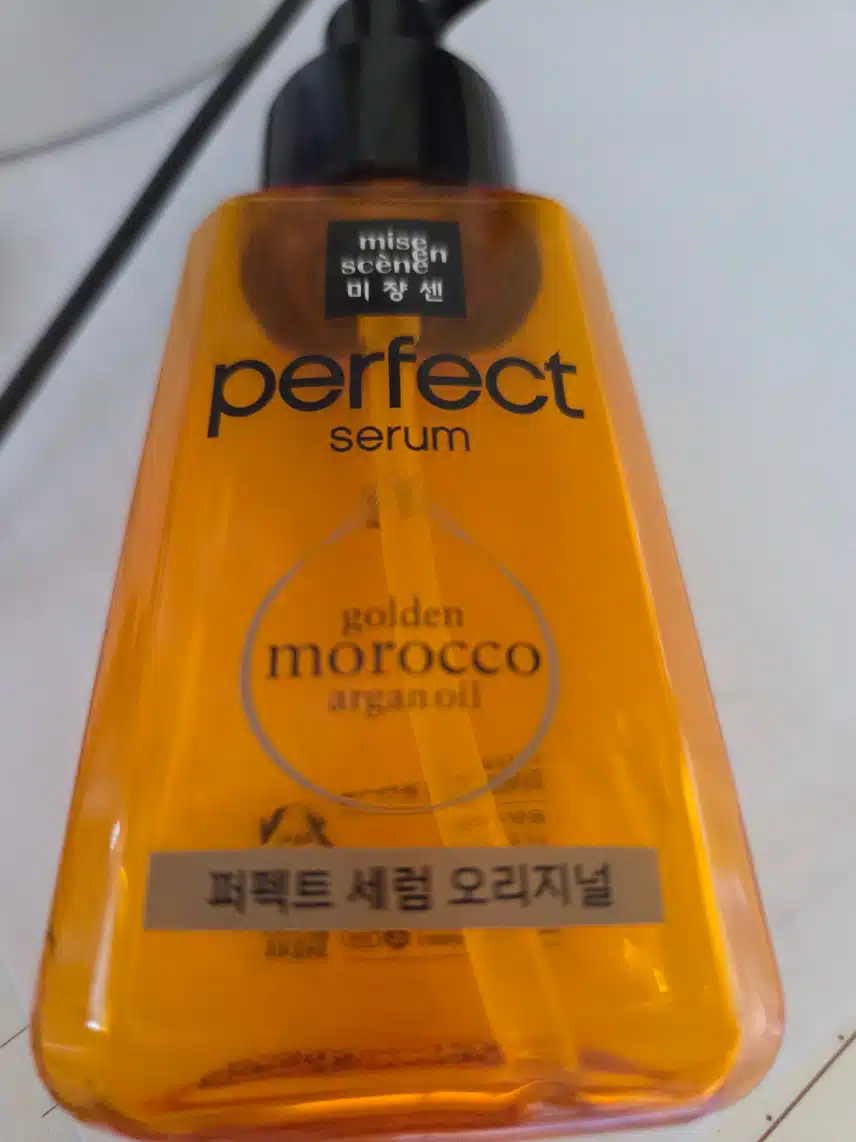 mise en
scène
미쟝센
perfect
serum
golden
morocco
argan oil
퍼펙트 세럼 오리지널